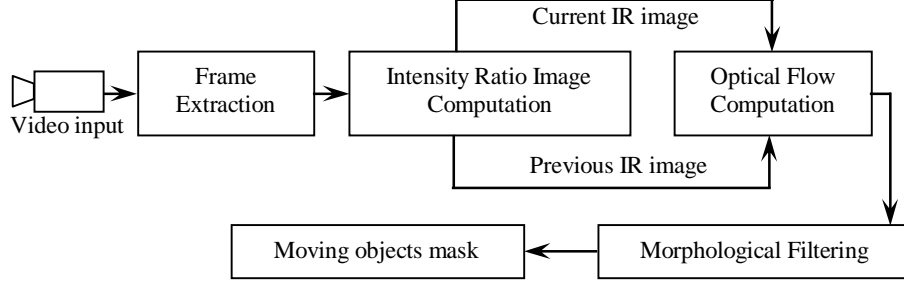 Current IR image
Frame
Extraction
Intensity Ratio Image
Computation
Optical Flow
Computation
Video input
Previous IR image
Moving objects mask
Morphological Filtering